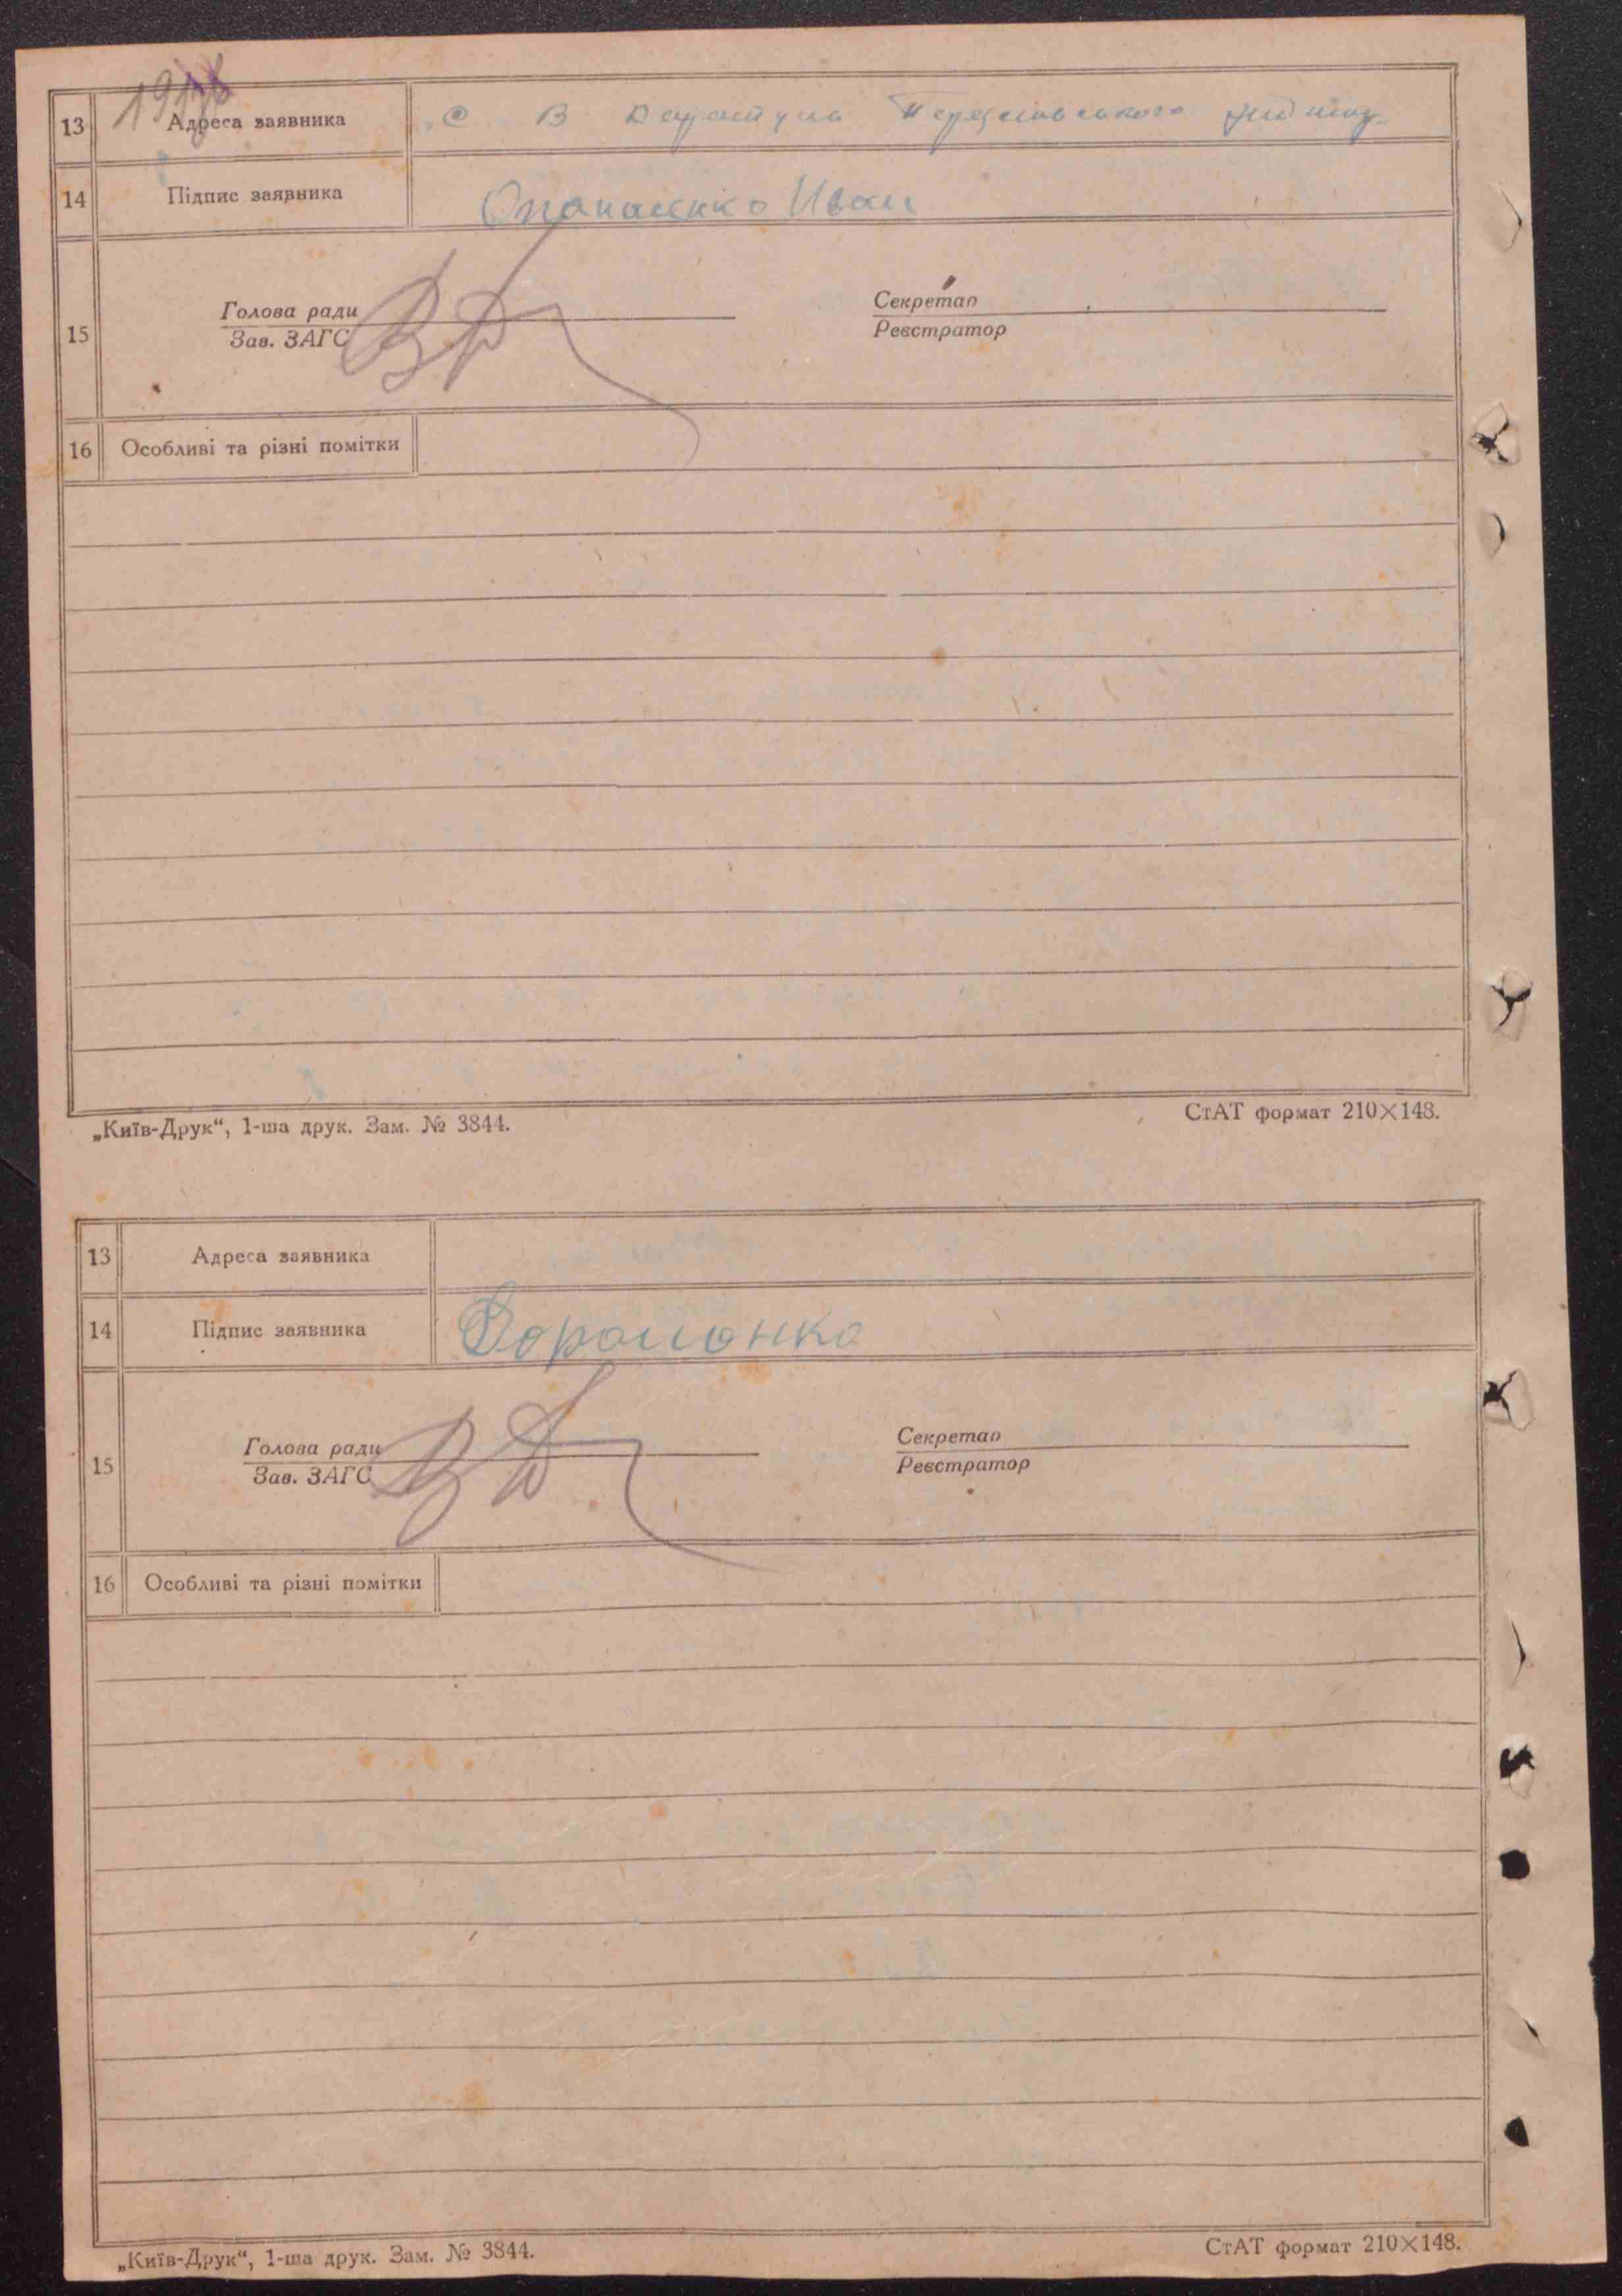 13 Адреса заявника С В Каратуль Переяславського району
14 Підпис заявника Опанасенко Иван
15 Голова ради Секретар
Зав. ЗАГС Реєстратор
16 Особливі та різні помітки
„Київ-Друк“, 1-ша друк. Зам. № 3844. СтАТ формат 210×148.
13 Адреса заявника
14 Підпис заявника Дорошонко
15 Голова ради Секретар
Зав. ЗАГС Реєстратор
16 Особливі та різні помітки
„Київ-Друк“, 1-ша друк. Зам. № 3844. СтАТ формат 210×148.